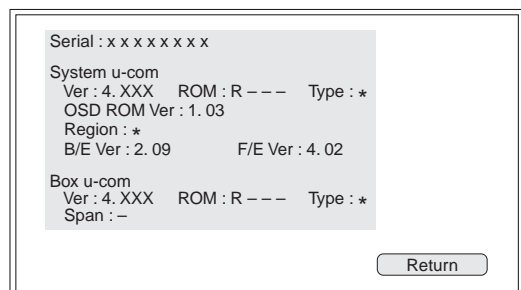 Serial : x x x x x x x x
System u-com
Ver : 4. XXX ROM : R – – – Type : *
OSD ROM Ver : 1. 03
Region : *
B/E Ver : 2. 09 F/E Ver : 4. 02
Box u-com
Ver : 4. XXX ROM : R – – – Type : *
Span : –
Return